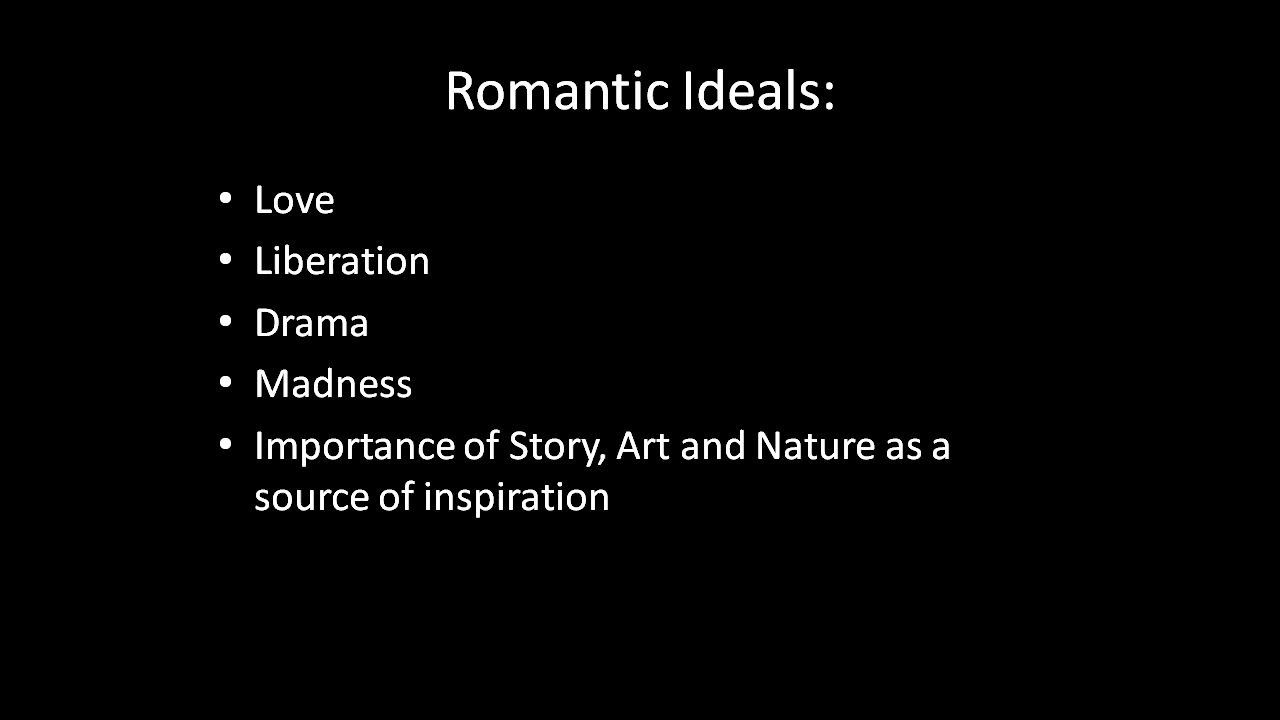 Romantic Ideals:
• Love
• Liberation
• Drama
• Madness
• Importance of Story, Art and Nature as a
source of inspiration